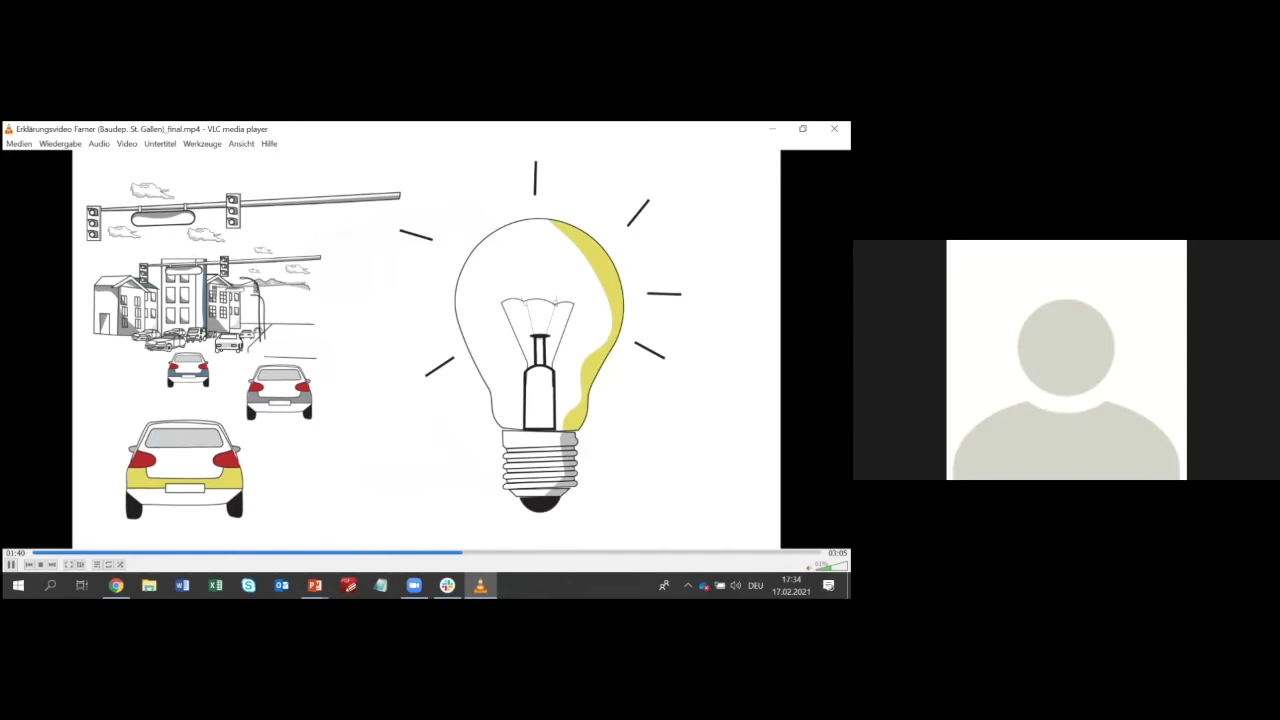 Erklärungsvideo Farner (Baudep. St. Gallen)_final.mp4 - VLC media player
Medien Wiedergabe Audio Video Untertitel Werkzeuge Ansicht Hilfe
01:40 03:05
61%
DEU
17:34
17.02.2021